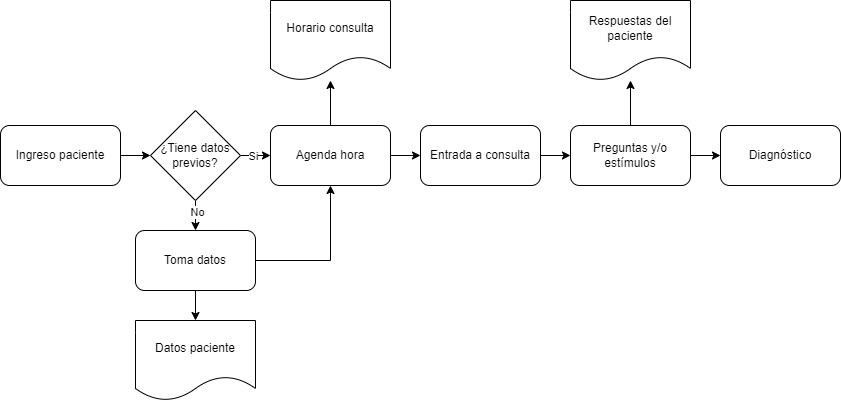 Horario consulta
Respuestas del
paciente
Ingreso paciente
¿Tiene datos
previos?
Si
Agenda hora
Entrada a consulta
Preguntas y/o
estímulos
Diagnóstico
No
Toma datos
Datos paciente